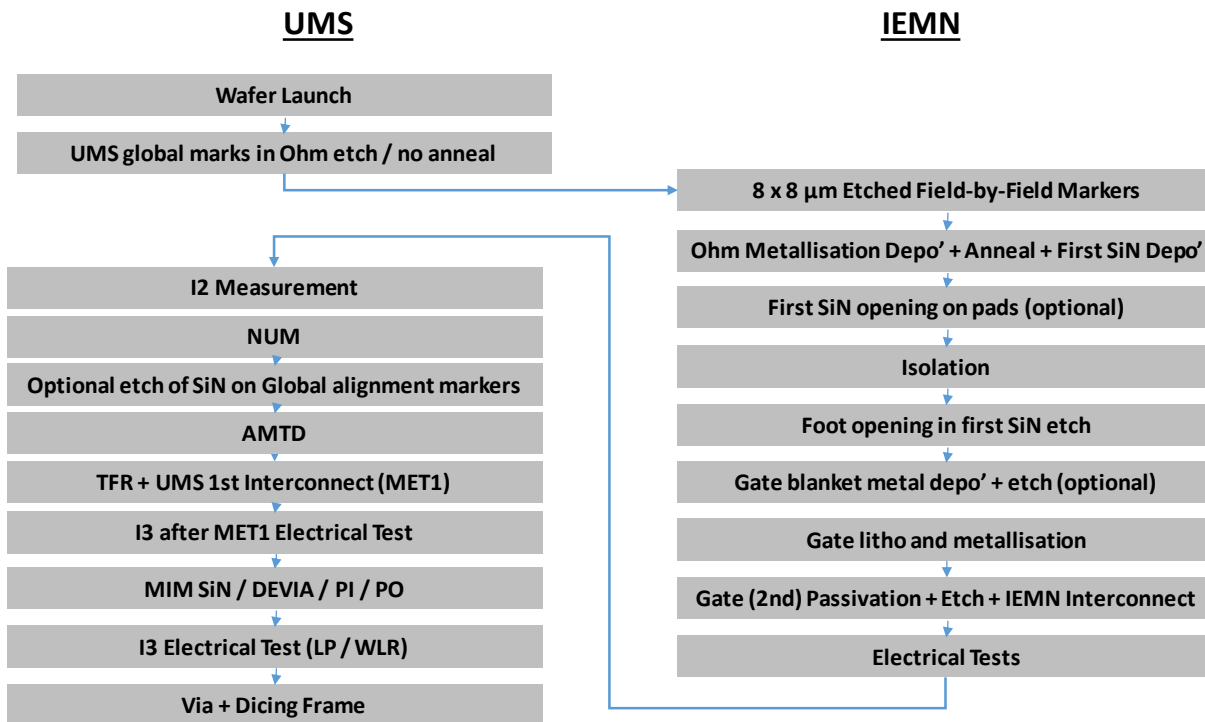 UMS
IEMN
Wafer Launch
UMS global marks in Ohm etch / no anneal
8 x 8 µm Etched Field-by-Field Markers
Ohm Metallisation Depo’ + Anneal + First SiN Depo’
First SiN opening on pads (optional)
Isolation
Foot opening in first SiN etch
Gate blanket metal depo’ + etch (optional)
Gate litho and metallisation
Gate (2nd) Passivation + Etch + IEMN Interconnect
Electrical Tests
I2 Measurement
NUM
Optional etch of SiN on Global alignment markers
AMTD
TFR + UMS 1st Interconnect (MET1)
I3 after MET1 Electrical Test
MIM SiN / DEVIA / PI / PO
I3 Electrical Test (LP / WLR)
Via + Dicing Frame